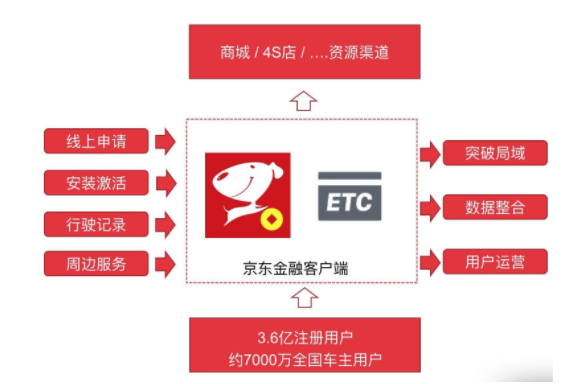 商城 / 4S店 / ....资源渠道
线上申请
安装激活
行驶记录
周边服务
ETC
京东金融客户端
突破局域
数据整合
用户运营
3.6亿注册用户
约7000万全国车主用户